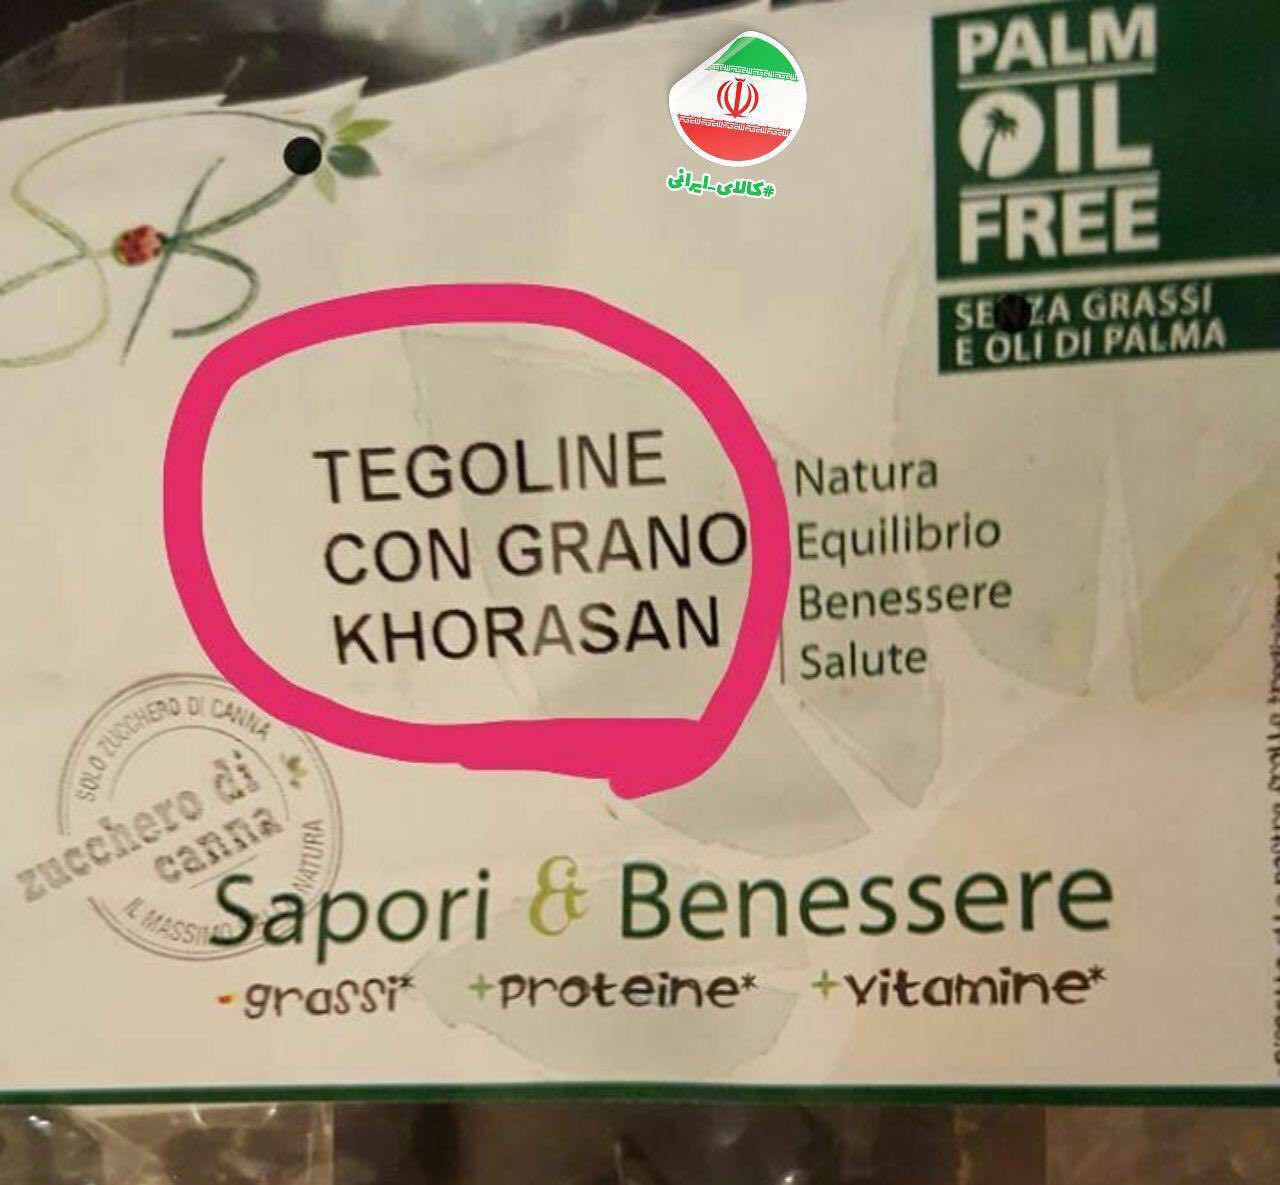 #کالای_ایرانی
PALM
OIL
FREE
SENZA GRASSI
E OLI DI PALMA
SB
TEGOLINE
CON GRANO
KHORASAN
Natura
Equilibrio
Benessere
Salute
SOLO ZUCCHERO DI CANNA
zucchero di
canna
IL MASSIMO
NATURA
Sapori & Benessere
-grassi* +proteine* +vitamine*